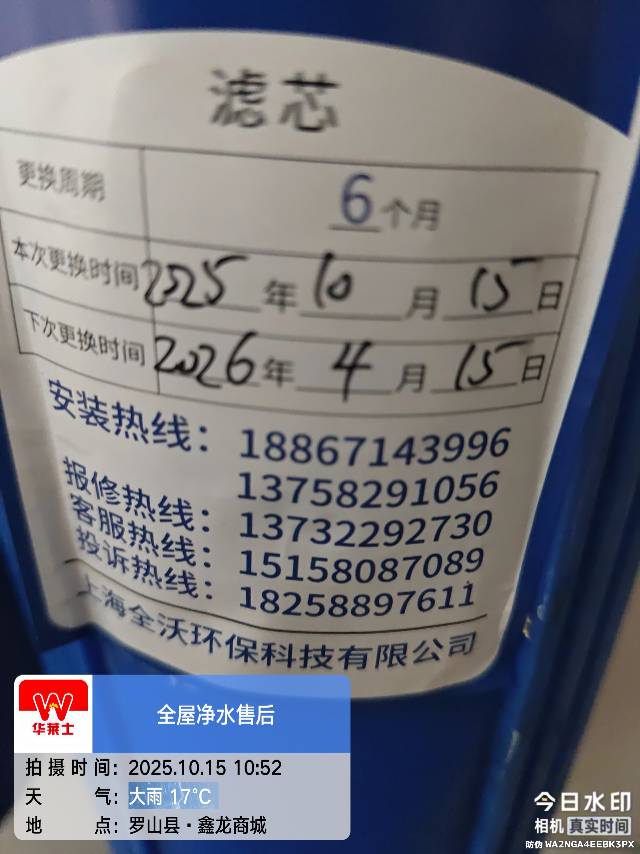 滤芯
更换周期 6个月
本次更换时间 2025年10月15日
下次更换时间 2026年4月15日
安装热线： 18867143996
13758291056
报修热线： 13732292730
客服热线： 15158087089
投诉热线： 18258897611
上海全沃环保科技有限公司
华莱士
全屋净水售后
拍摄时间：2025.10.15 10:52
天气：大雨 17°C
地点：罗山县·鑫龙商城
今日水印
相机 真实时间
防伪 WA2NGA4EEBK3PX